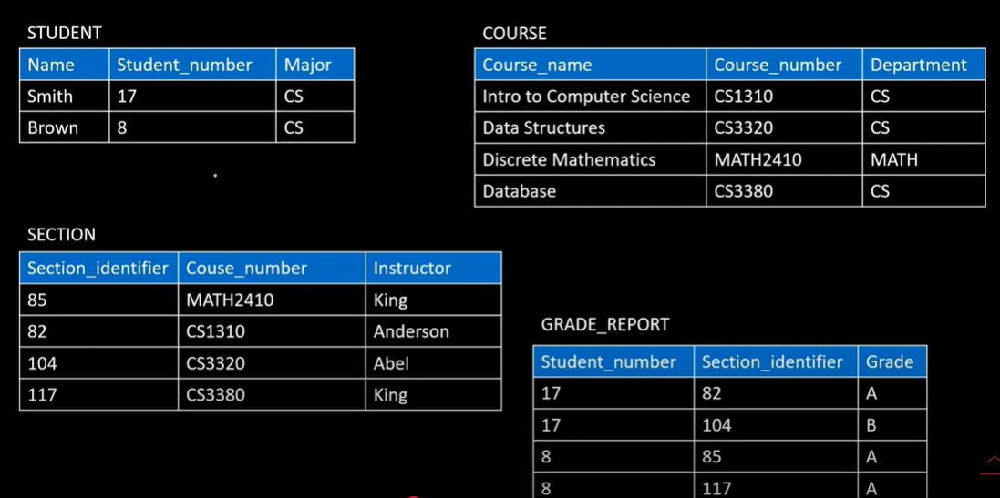 STUDENT
Name Student_number Major
Smith 17 CS
Brown 8 CS
COURSE
Course_name Course_number Department
Intro to Computer Science CS1310 CS
Data Structures CS3320 CS
Discrete Mathematics MATH2410 MATH
Database CS3380 CS
SECTION
Section_identifier Couse_number Instructor
85 MATH2410 King
82 CS1310 Anderson
104 CS3320 Abel
117 CS3380 King
GRADE_REPORT
Student_number Section_identifier Grade
17 82 A
17 104 B
8 85 A
8 117 A